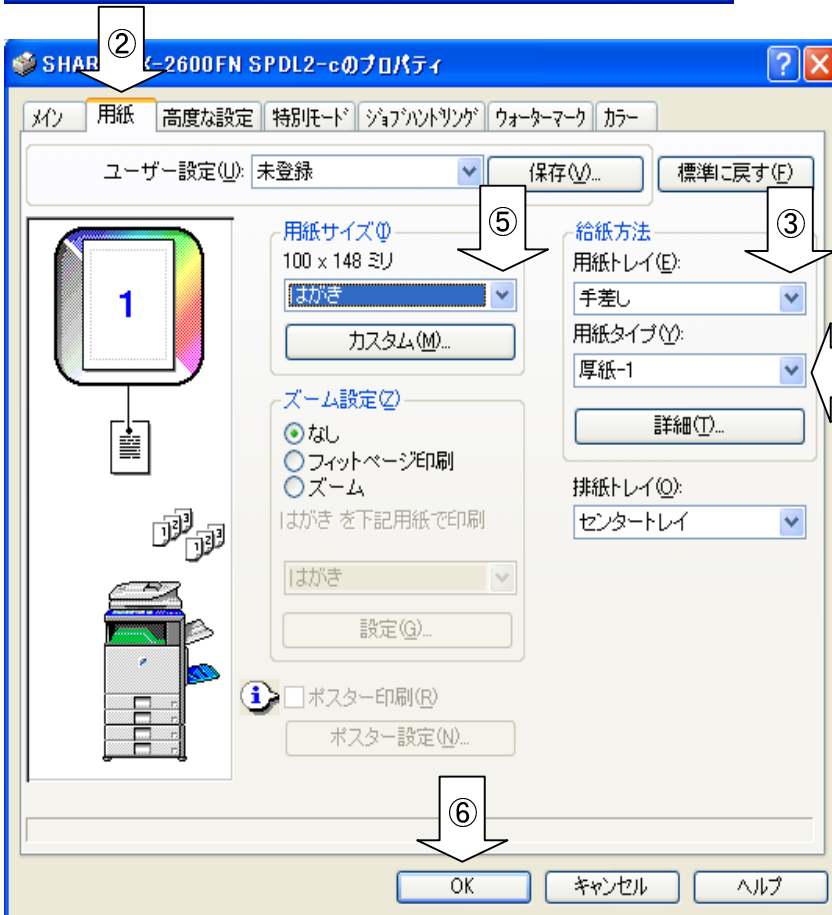 ②
SHAR X-2600FN SPDL2-cのプロパティ
メイン 用紙 高度な設定 特別モード ジョブハンドリング ウォーターマーク カラー
ユーザー設定(U): 未登録 保存(V)... 標準に戻す(F)
⑤ ③
用紙サイズ(I) 給紙方法
100 x 148 ミリ 用紙トレイ(E):
はがき 手差し
カスタム(M)... 用紙タイプ(Y):
厚紙-1
詳細(T)...
1
ズーム設定(Z)
なし
フィットページ印刷
ズーム 排紙トレイ(O):
はがき を下記用紙で印刷 センタートレイ
はがき
設定(G)...
1 2 3
1 2 3
ポスター印刷(R)
ポスター設定(N)...
⑥
OK キャンセル ヘルプ